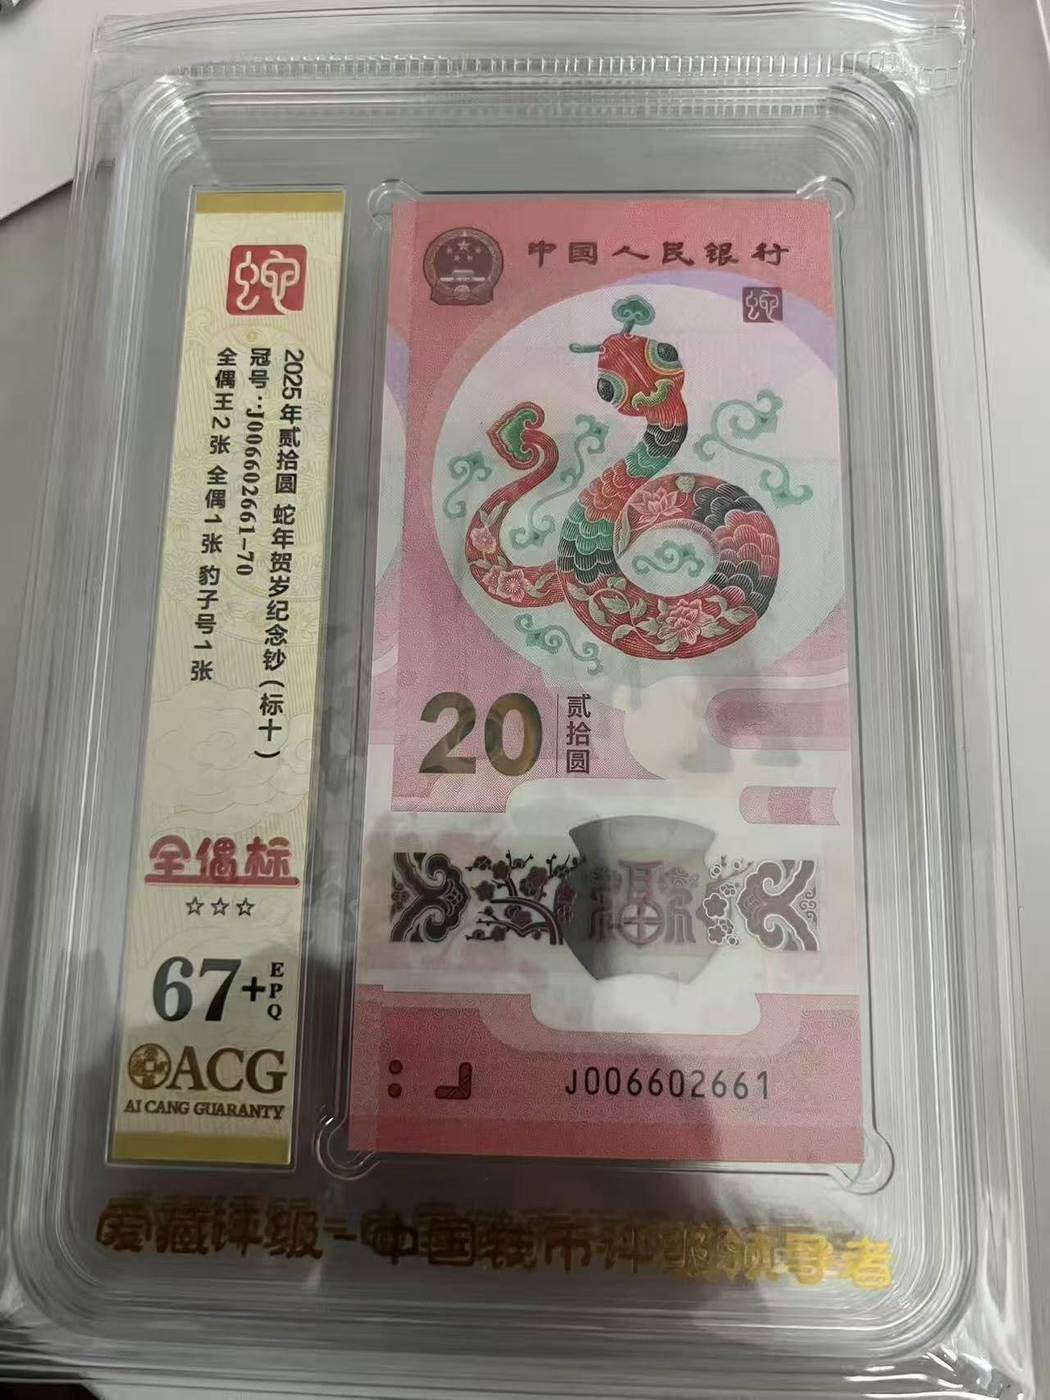 蛇
2025年贰拾圆 蛇年贺岁纪念钞(标十)
冠号:J006602661-70
全偶王2张 全偶1张 豹子号1张
全偶标
☆☆☆
67+EPQ
ACG
AI CANG GUARANTY
中国人民银行
蛇
20
贰拾圆
J006602661
爱藏评级-中国钱币评级领导者